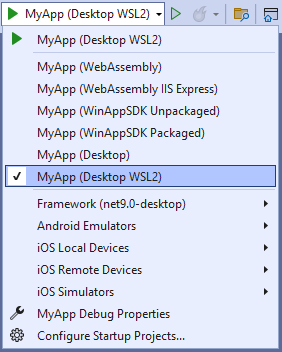 MyApp (Desktop WSL2)
MyApp (Desktop WSL2)
MyApp (WebAssembly)
MyApp (WebAssembly IIS Express)
MyApp (WinAppSDK Unpackaged)
MyApp (WinAppSDK Packaged)
MyApp (Desktop)
MyApp (Desktop WSL2)
Framework (net9.0-desktop)
Android Emulators
iOS Local Devices
iOS Remote Devices
iOS Simulators
MyApp Debug Properties
Configure Startup Projects...